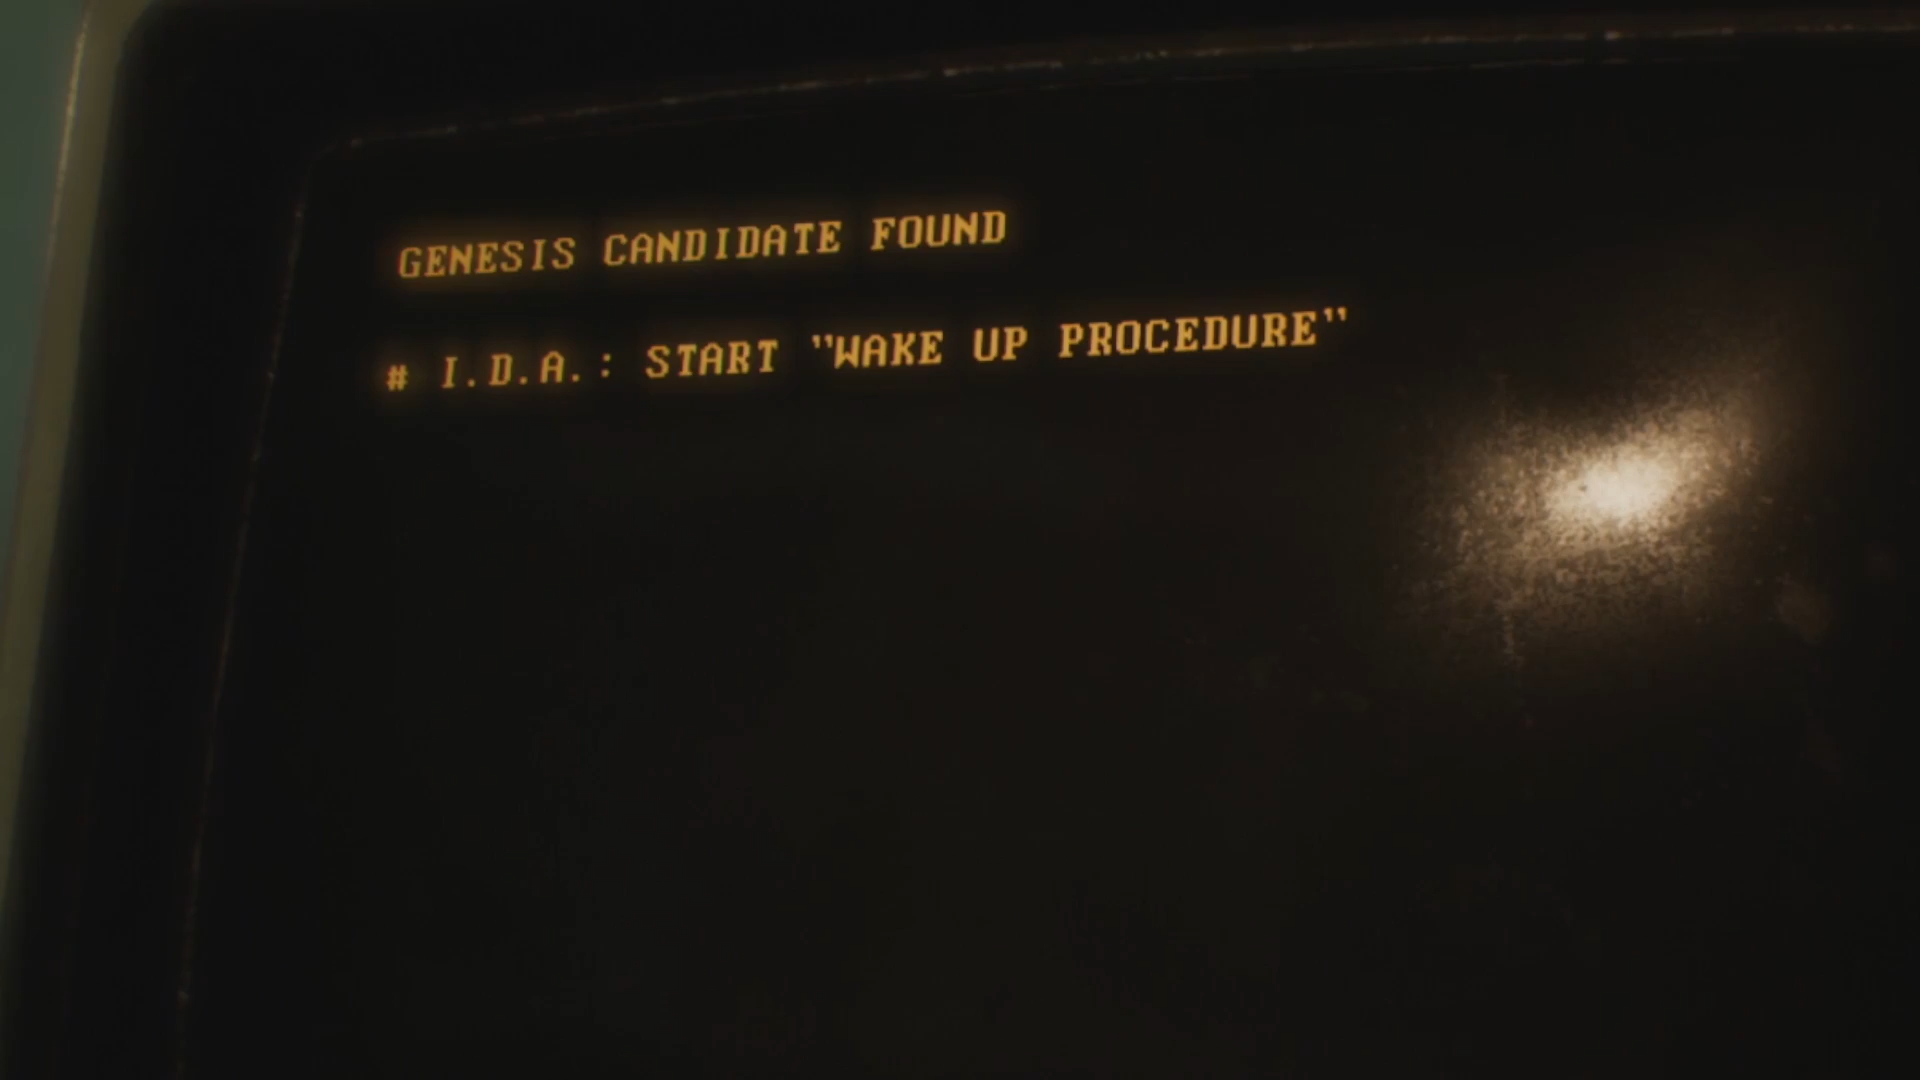 GENESIS CANDIDATE FOUND
# I.D.A.: START "WAKE UP PROCEDURE"